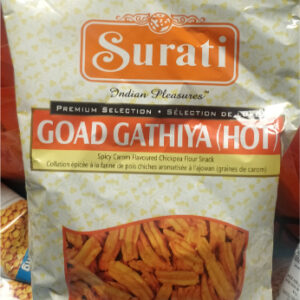 Surati
Indian Pleasures™
PREMIUM SELECTION • SÉLECTION DE
GOAD GATHIYA (HOT)
Spicy Carom Flavoured Chickpea Flour Snack
Collation épicée à la farine de pois chiches aromatisée à l'ajowan (graines de carom)